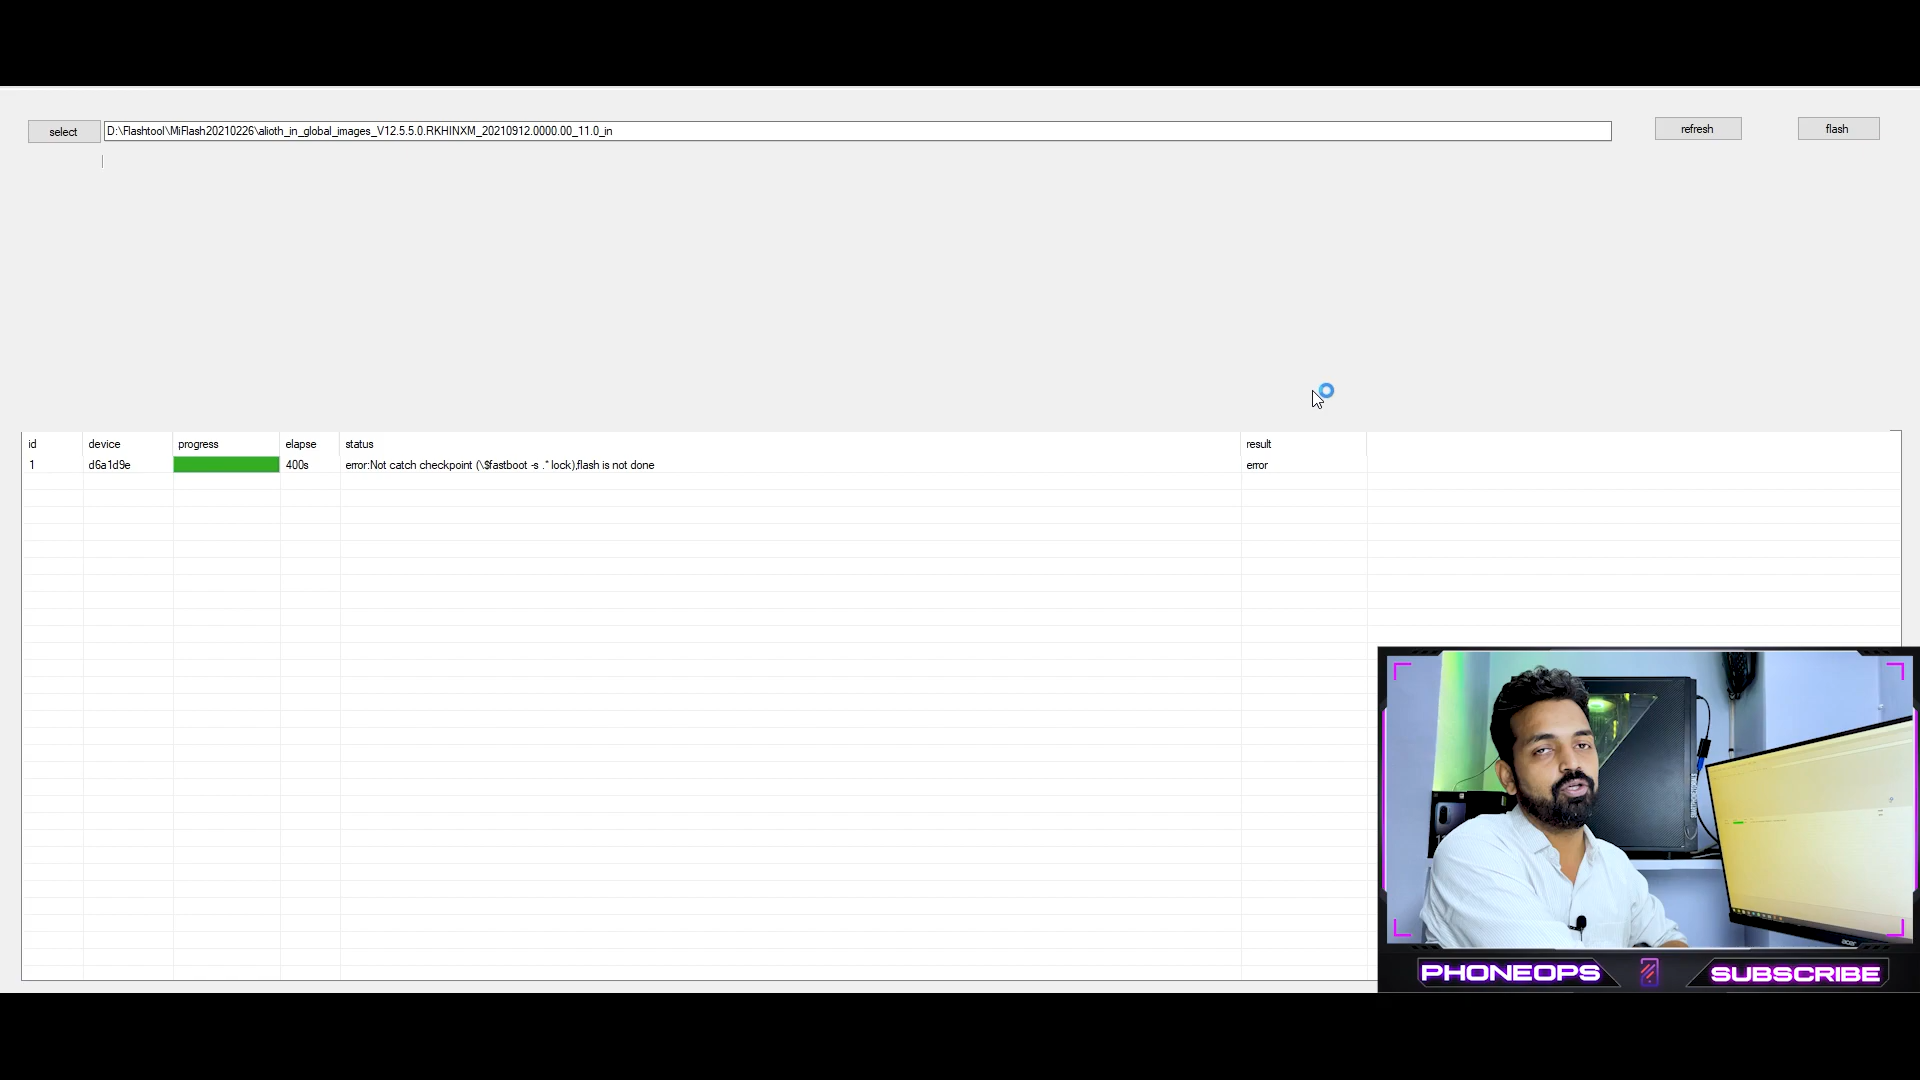 select
D:\Flashtool\MiFlash20210226\alioth_in_global_images_V12.5.5.0.RKHINXM_20210912.0000.00_11.0_in
refresh
flash
id device progress elapse status result
1 d6a1d9e 400s error:Not catch checkpoint (\$fastboot -s .* lock),flash is not done error
acer
PHONEOPS
SUBSCRIBE